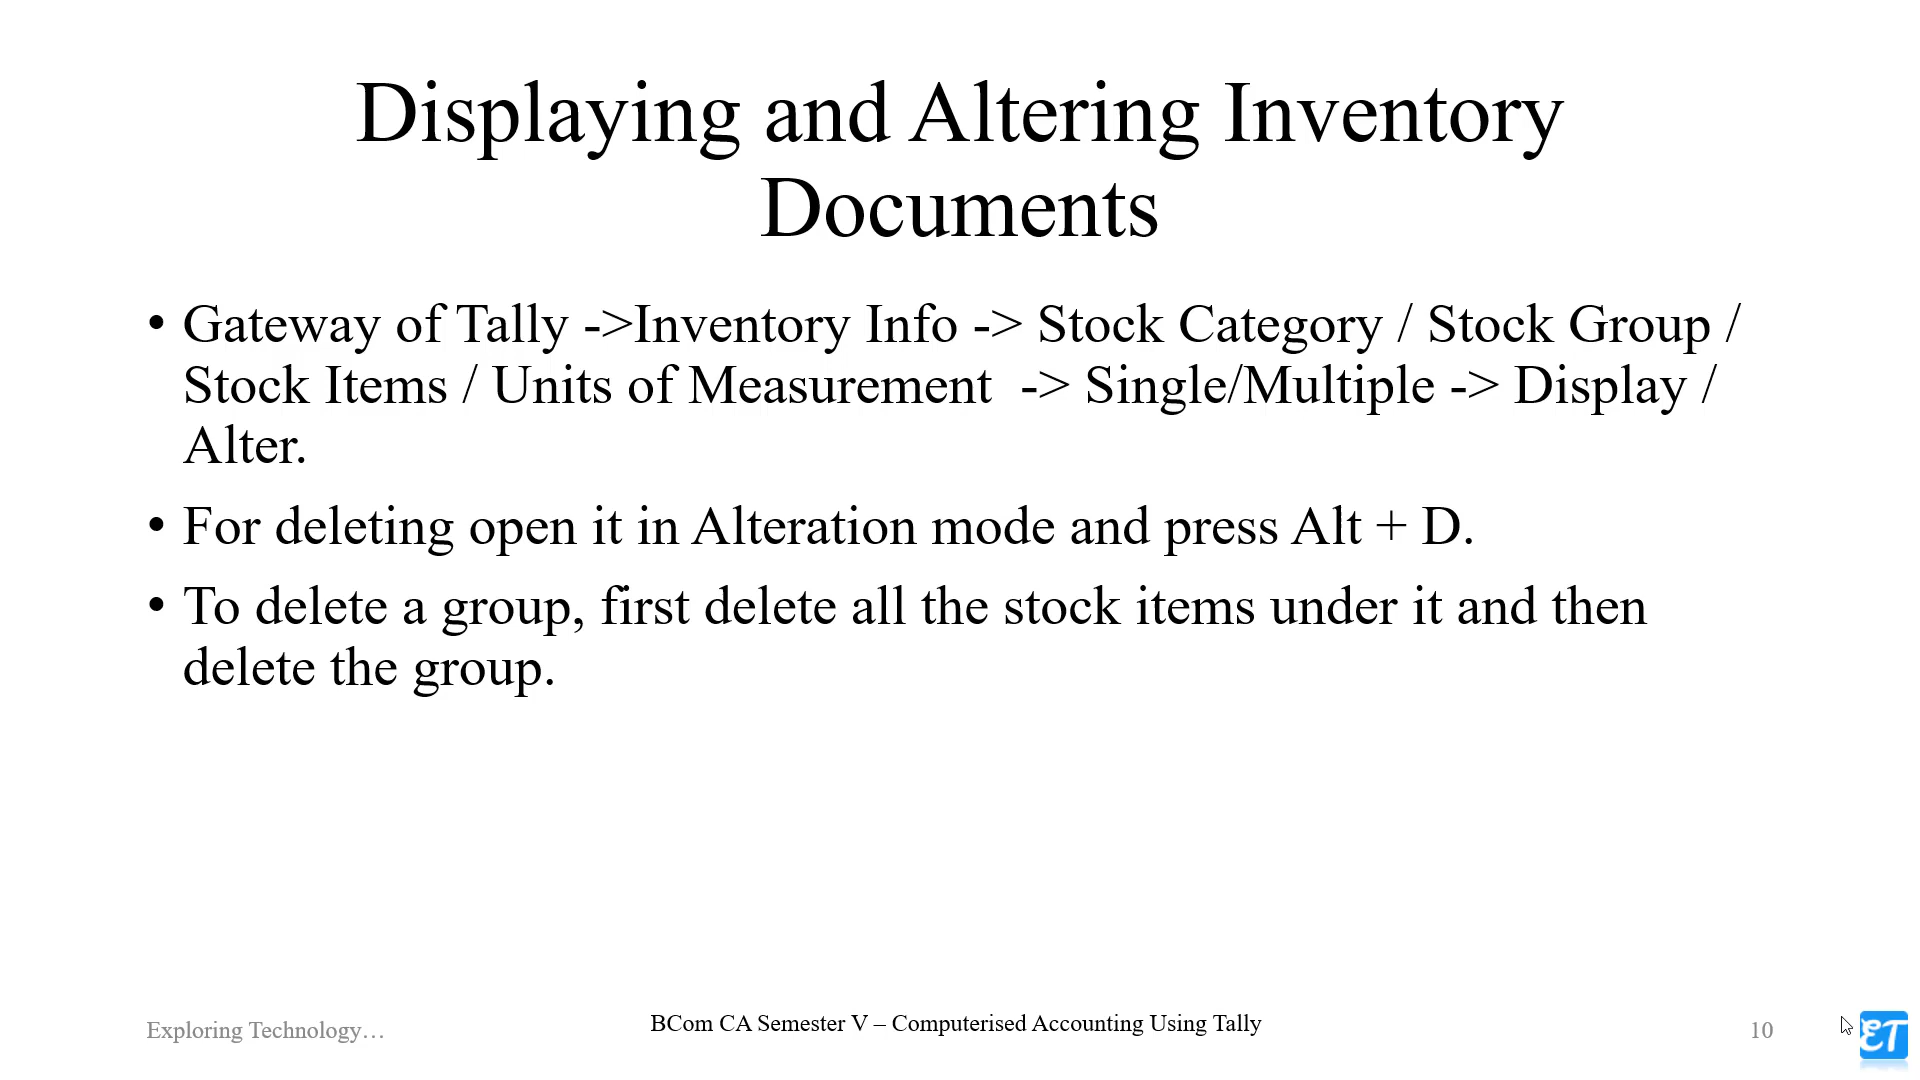 Displaying and Altering Inventory
Documents
• Gateway of Tally ->Inventory Info -> Stock Category / Stock Group /
Stock Items / Units of Measurement  -> Single/Multiple -> Display /
Alter.
• For deleting open it in Alteration mode and press Alt + D.
• To delete a group, first delete all the stock items under it and then
delete the group.
Exploring Technology…
BCom CA Semester V – Computerised Accounting Using Tally
10
ET